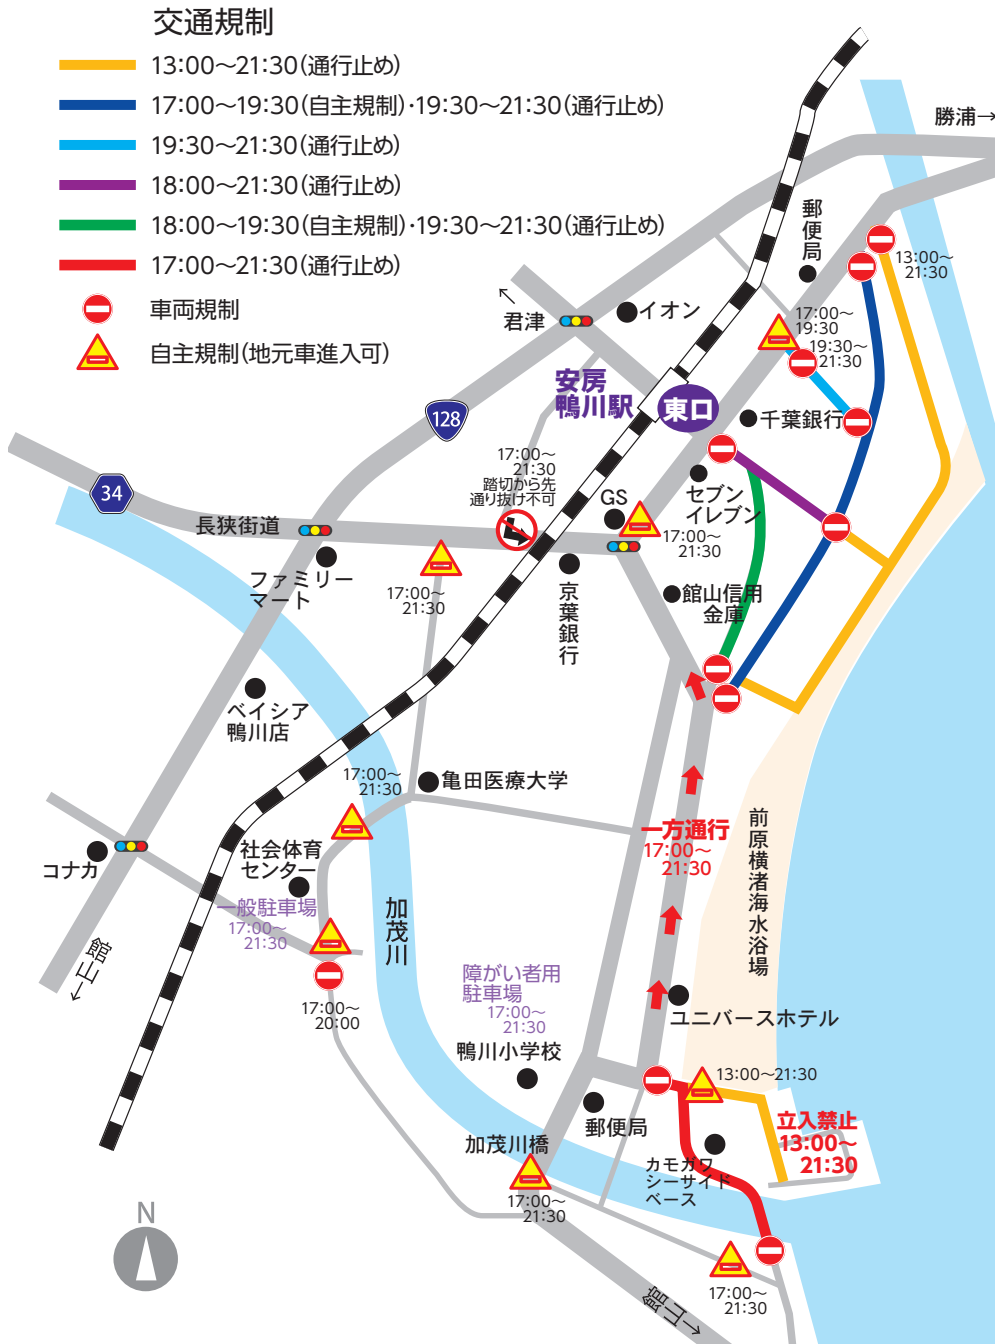 交通規制
13:00〜21:30(通行止め)
17:00〜19:30(自主規制)・19:30〜21:30(通行止め)
19:30〜21:30(通行止め)
18:00〜21:30(通行止め)
18:00〜19:30(自主規制)・19:30〜21:30(通行止め)
17:00〜21:30(通行止め)
車両規制
自主規制(地元車進入可)
勝浦→
郵便局
13:00〜
21:30
←
君津
イオン
17:00〜
19:30
19:30〜
21:30
安房
鴨川駅
東口
千葉銀行
128
17:00〜
21:30
踏切から先
通り抜け不可
GS
セブン
イレブン
17:00〜
21:30
34
長狭街道
ファミリー
マート
17:00〜
21:30
京葉銀行
館山信用
金庫
ベイシア
鴨川店
17:00〜
21:30
亀田医療大学
一方通行
17:00〜
21:30
前原横渚海水浴場
コナカ
社会体育
センター
一般駐車場
17:00〜
21:30
加茂川
←館山
17:00〜
20:00
障がい者用
駐車場
17:00〜
21:30
鴨川小学校
ユニバースホテル
13:00〜21:30
郵便局
立入禁止
13:00〜
21:30
加茂川橋
17:00〜
21:30
カモガワ
シーサイド
ベース
17:00〜
21:30
館山→
N